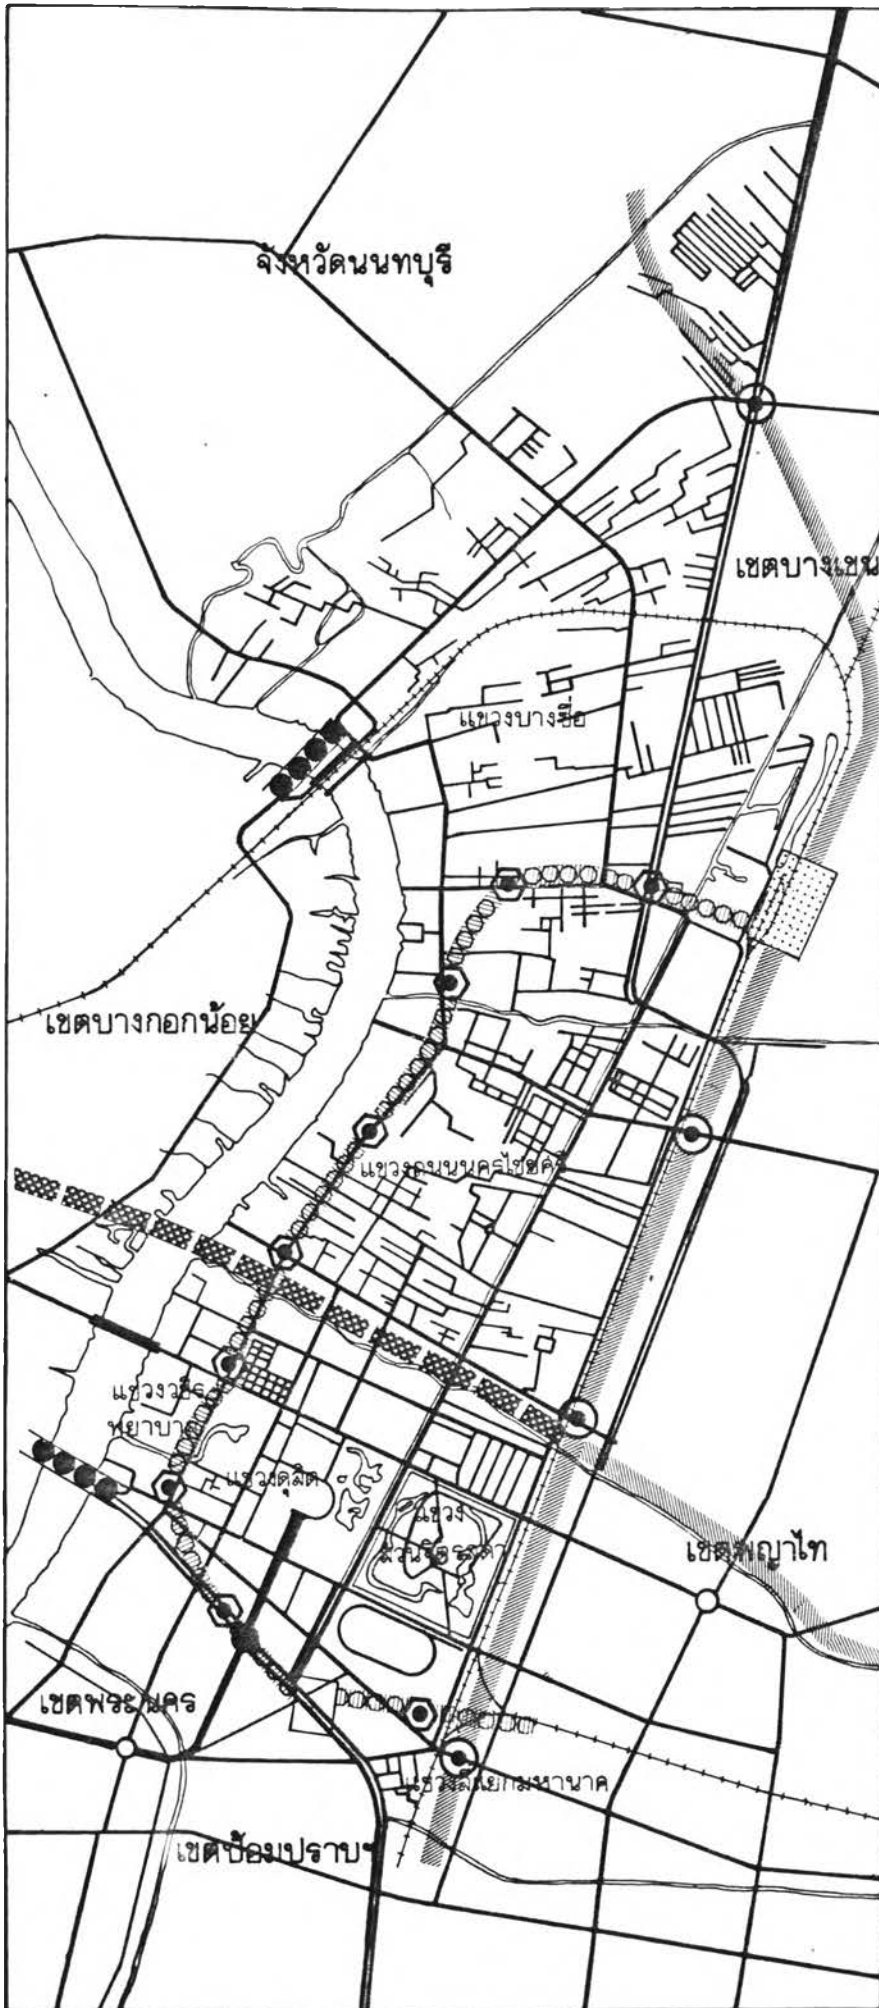 จังหวัดนนทบุรี
เขตบางเขน
แขวงบางซื่อ
เขตบางกอกน้อย
แขวงถนนนครไชยศรี
แขวงวชิร
พยาบาล
แขวงดุสิต
แขวง
สวนจิตรลดา
เขตพญาไท
เขตพระนคร
แขวงสี่แยกมหานาค
เขตป้อมปราบฯ